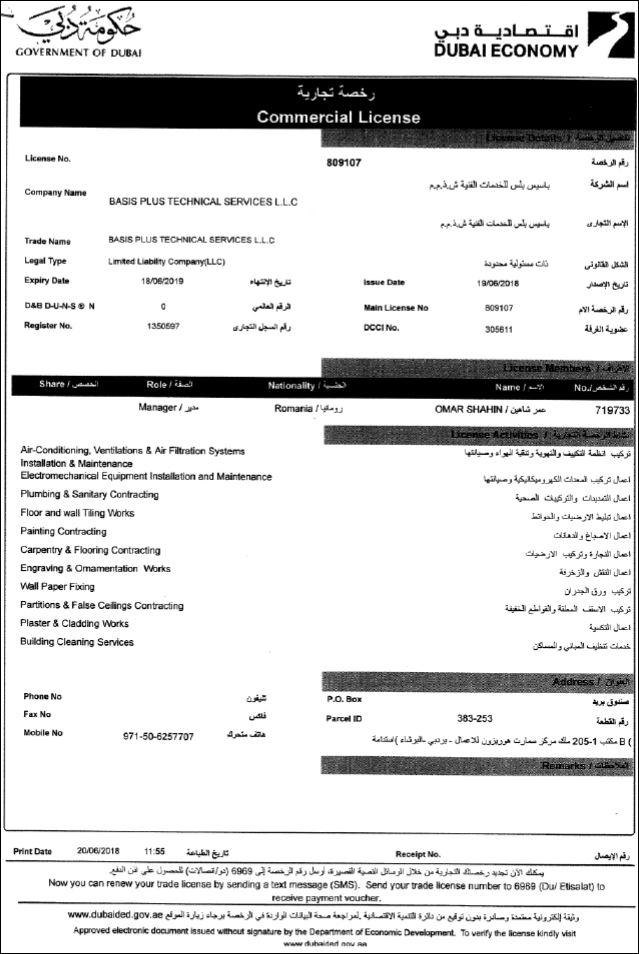 حكومة دبي
GOVERNMENT OF DUBAI
اقتصادية دبي
DUBAI ECONOMY
رخصة تجارية
Commercial License
License Details / تفاصيل الرخصة
License No. 809107 رقم الرخصة
باسيس بلس للخدمات الفنية ش.ذ.م.م اسم الشركة
Company Name BASIS PLUS TECHNICAL SERVICES L.L.C
باسيس بلس للخدمات الفنية ش.ذ.م.م الاسم التجارى
Trade Name BASIS PLUS TECHNICAL SERVICES L.L.C
Legal Type Limited Liability Company(LLC) ذات مسئولية محدودة الشكل القانونى
Expiry Date 18/06/2019 تاريخ الإنتهاء Issue Date 19/06/2018 تاريخ الإصدار
D&B D-U-N-S ® N 0 الرقم العالمي Main License No 809107 رقم الرخصة الام
Register No. 1350597 رقم السجل التجارى DCCI No. 305611 عضوية الغرفة
License Members / الأطراف
Share / الحصص Role / الصفة Nationality / الجنسية Name / الاسم No./ رقم الشخص
Manager / مدير Romania / رومانيا OMAR SHAHIN / عمر شاهين 719733
License Activities / نشاط الرخصة التجارية
Air-Conditioning, Ventilations & Air Filtration Systems تركيب انظمة التكييف والتهوية وتنقية الهواء وصيانتها
Installation & Maintenance
Electromechanical Equipment Installation and Maintenance اعمال تركيب المعدات الكهروميكانيكية وصيانتها
Plumbing & Sanitary Contracting اعمال التمديدات والتركيبات الصحية
Floor and wall Tiling Works اعمال تبليط الارضيات والحوائط
Painting Contracting اعمال الاصباغ والدهانات
Carpentry & Flooring Contracting اعمال النجارة وتركيب الارضيات
Engraving & Ornamentation Works اعمال النقش والزخرفة
Wall Paper Fixing تركيب ورق الجدران
Partitions & False Ceilings Contracting تركيب الاسقف المعلقة والقواطع الخفيفة
Plaster & Cladding Works اعمال التكسية
Building Cleaning Services خدمات تنظيف المباني والمساكن
Address / العنوان
Phone No تليفون P.O. Box صندوق بريد
Fax No فاكس Parcel ID 383-253 رقم القطعة
Mobile No 971-50-6257707 هاتف متحرك
مكتب 1-205 ملك مركز سمارت هوريزون للاعمال - بردبي -البرشاء )استدامة B (
Remarks / الملاحظات
Print Date 20/06/2018 11:55 تاريخ الطباعة Receipt No. رقم الإيصال
يمكنك الآن تجديد رخصتك التجارية من خلال الرسائل النصية القصيرة, أرسل رقم الرخصة إلى 6969 (دو/اتصالات) للحصول على اذن الدفع.
Now you can renew your trade license by sending a text message (SMS). Send your trade license number to 6969 (Du/ Etisalat) to
receive payment voucher.
وثيقة إلكترونية معتمدة وصادرة بدون توقيع من دائرة التنمية الاقتصادية. لمراجعة صحة البيانات الواردة في الرخصة برجاء زيارة الموقع www.dubaided.gov.ae
Approved electronic document issued without signature by the Department of Economic Development. To verify the license kindly visit
www.dubaided.gov.ae